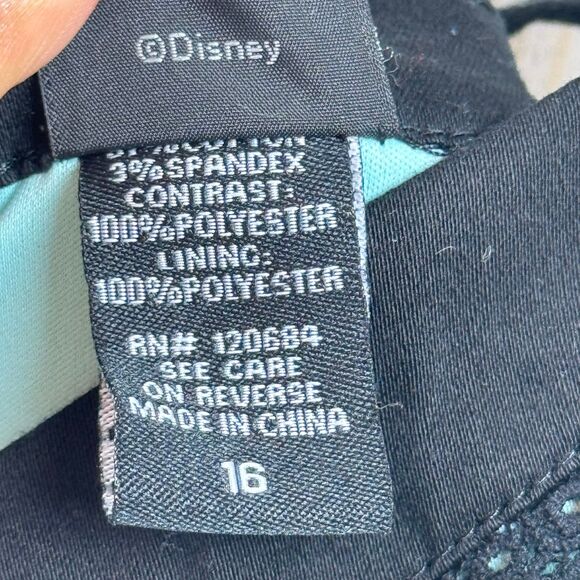 ©Disney
COTTON
3% SPANDEX
CONTRAST:
100%POLYESTER
LINING:
100%POLYESTER
RN# 120684
SEE CARE
ON REVERSE
MADE IN CHINA
16